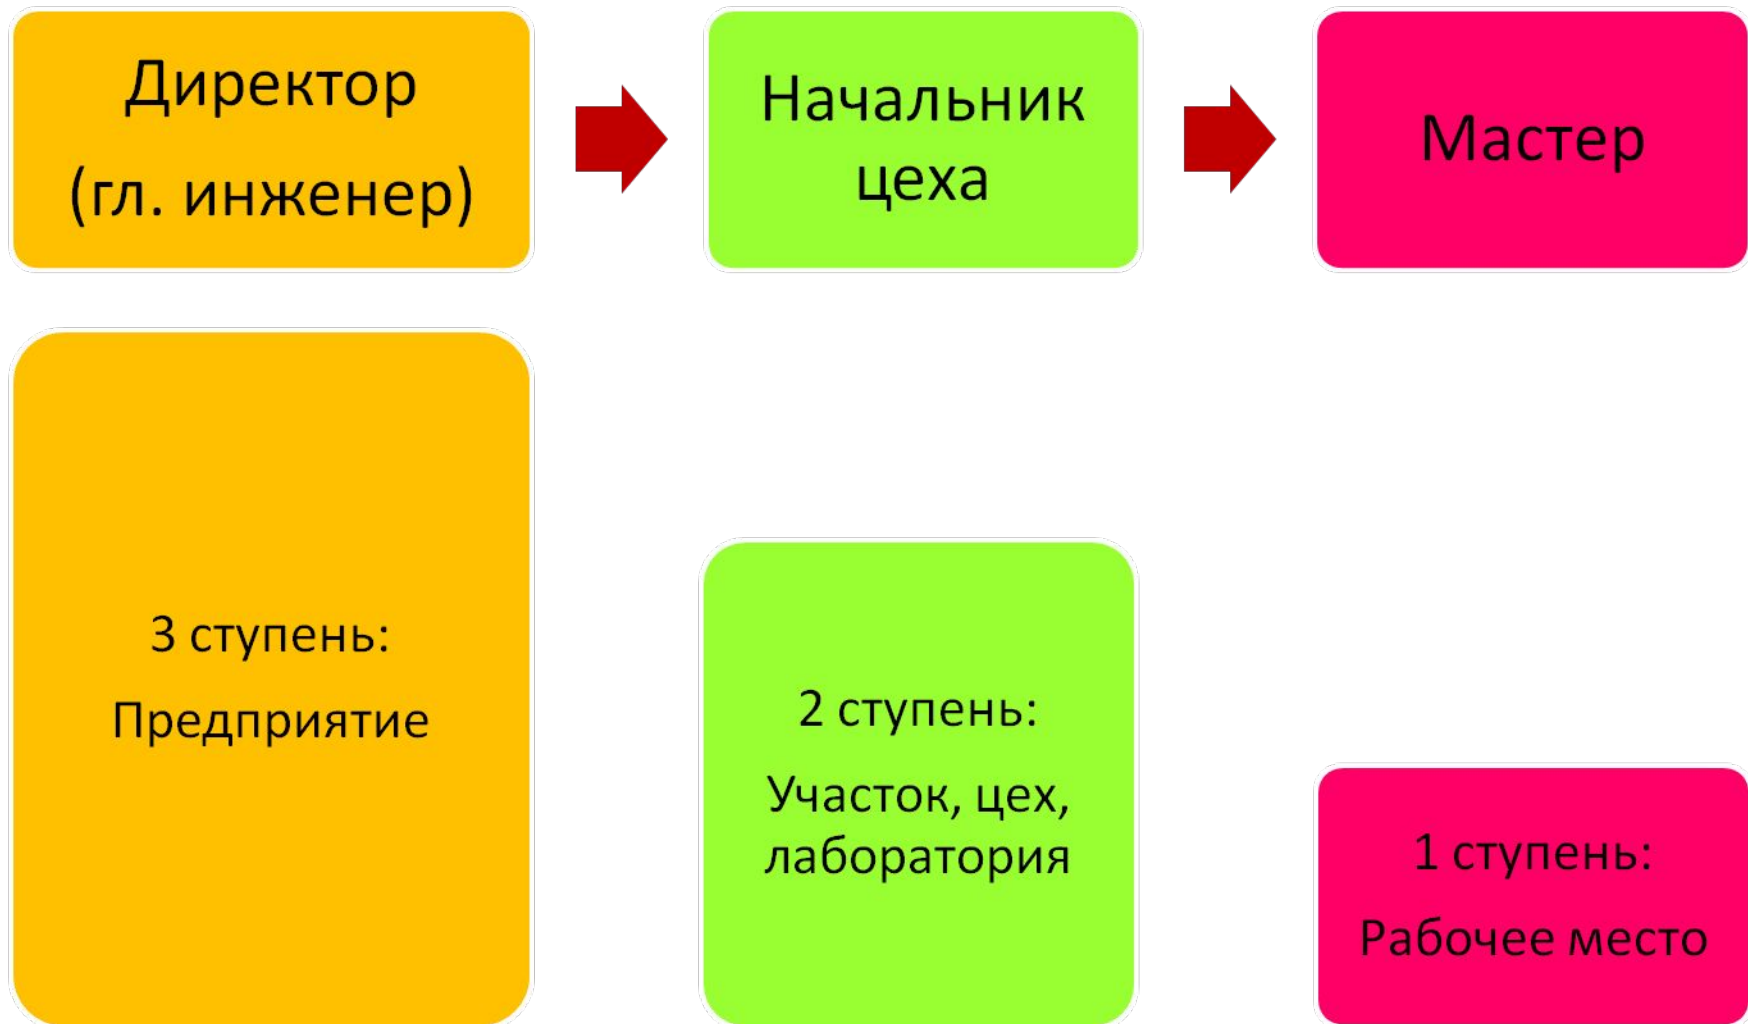 Директор
(гл. инженер)
Начальник
цеха
Мастер
3 ступень:
Предприятие
2 ступень:
Участок, цех,
лаборатория
1 ступень:
Рабочее место